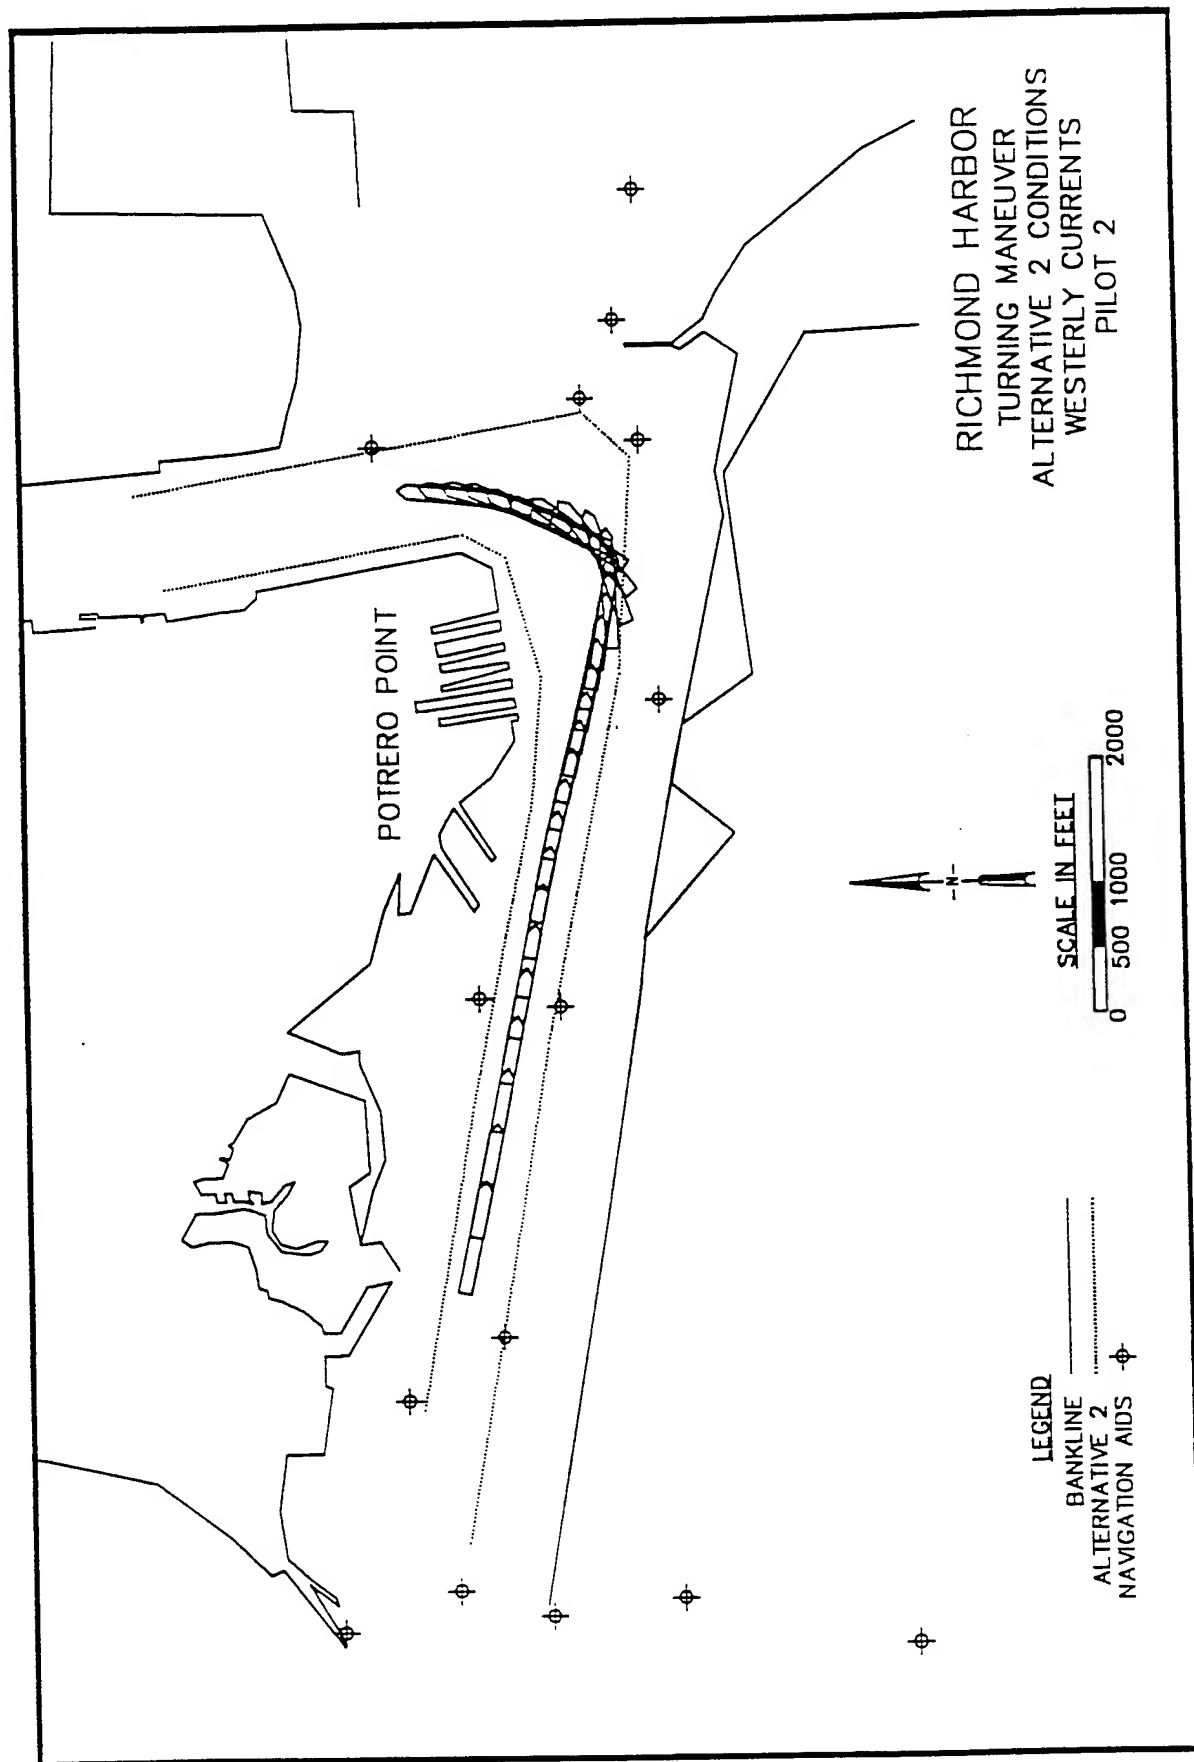 POTRERO POINT
RICHMOND HARBOR
TURNING MANEUVER
ALTERNATIVE 2 CONDITIONS
WESTERLY CURRENTS
PILOT 2
-N-
SCALE IN FEET
0 500 1000 2000
LEGEND
BANKLINE
ALTERNATIVE 2
NAVIGATION AIDS